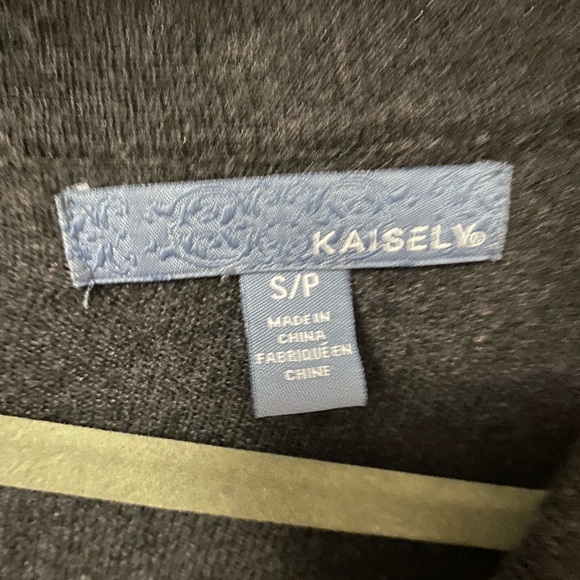 KAISELY®
S/P
MADE IN
CHINA
FABRIQUÉ EN
CHINE